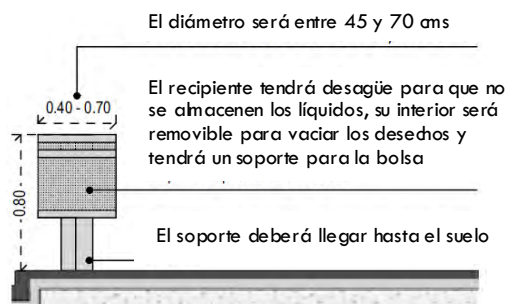 El diámetro será entre 45 y 70 cms
El recipiente tendrá desagüe para que no
se almacenen los líquidos, su interior será
removible para vaciar los desechos y
tendrá un soporte para la bolsa
0.40 - 0.70
- 0.80 -
El soporte deberá llegar hasta el suelo